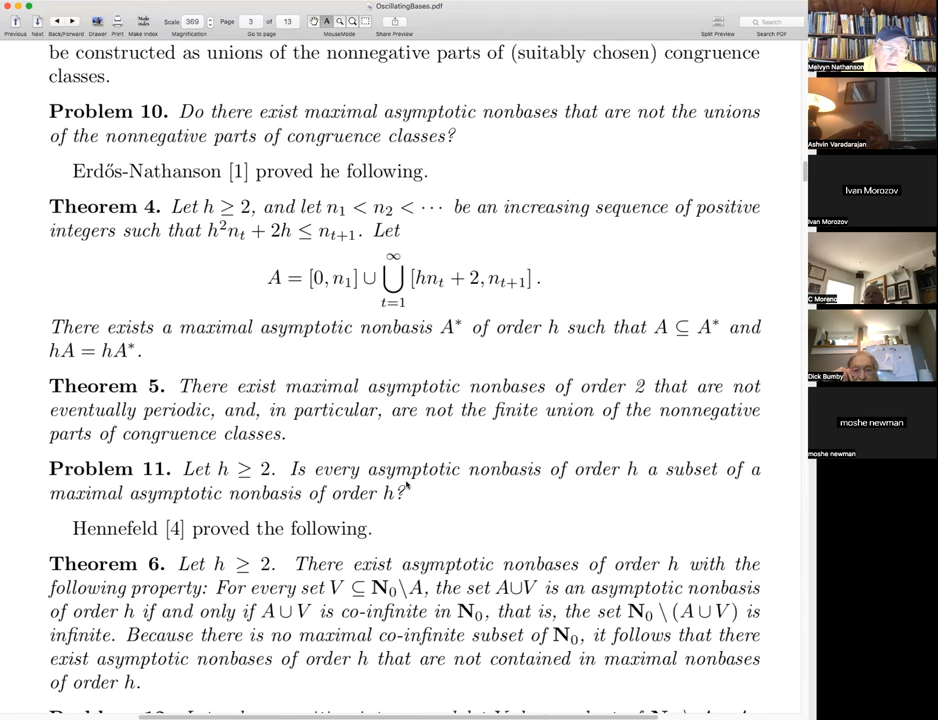 OscillatingBases.pdf
Previous Next Back/Forward Drawer Print Make Index Scale 369 Magnification Page 3 of 13 Go to page MouseMode Share Preview Split Preview Search Search PDF
be constructed as unions of the nonnegative parts of (suitably chosen) congruence
classes.
Problem 10. Do there exist maximal asymptotic nonbases that are not the unions
of the nonnegative parts of congruence classes?
Erdős-Nathanson [1] proved he following.
Theorem 4. Let h ≥ 2, and let n₁ < n₂ < ··· be an increasing sequence of positive
integers such that h²nₜ + 2h ≤ nₜ₊₁. Let
A = [0, n₁] ∪ ⋃_{t=1}^{∞} [hnₜ + 2, nₜ₊₁] .
There exists a maximal asymptotic nonbasis A* of order h such that A ⊆ A* and
hA = hA*.
Theorem 5. There exist maximal asymptotic nonbases of order 2 that are not
eventually periodic, and, in particular, are not the finite union of the nonnegative
parts of congruence classes.
Problem 11. Let h ≥ 2. Is every asymptotic nonbasis of order h a subset of a
maximal asymptotic nonbasis of order h?
Hennefeld [4] proved the following.
Theorem 6. Let h ≥ 2. There exist asymptotic nonbases of order h with the
following property: For every set V ⊆ N₀\A, the set A∪V is an asymptotic nonbasis
of order h if and only if A ∪ V is co-infinite in N₀, that is, the set N₀ \ (A ∪ V) is
infinite. Because there is no maximal co-infinite subset of N₀, it follows that there
exist asymptotic nonbases of order h that are not contained in maximal nonbases
of order h.
Melvyn Nathanson
Ashvin Varadarajan
Ivan Morozov
Ivan Morozov
C Moreno
Dick Bumby
moshe newman
moshe newman